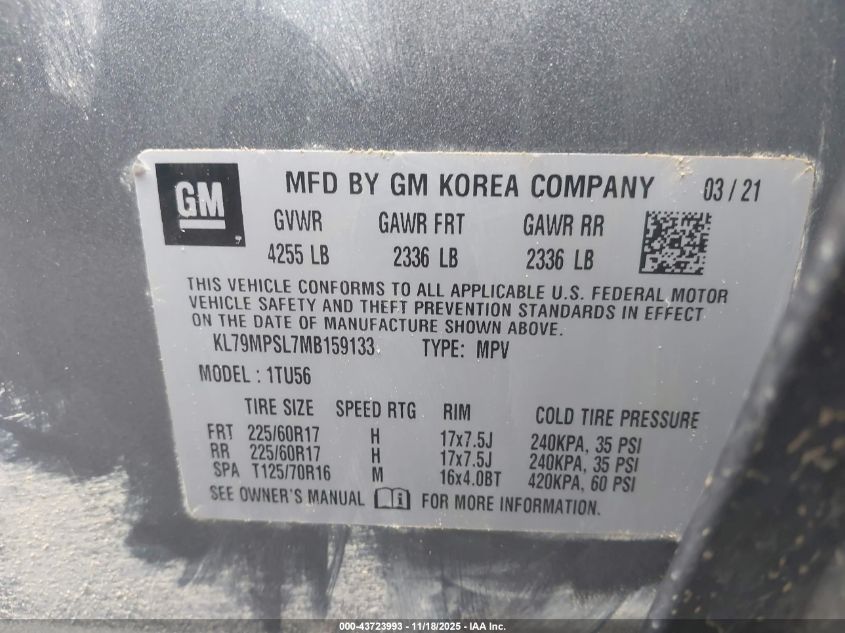 GM
MFD BY GM KOREA COMPANY 03 / 21
GVWR GAWR FRT GAWR RR
4255 LB 2336 LB 2336 LB
THIS VEHICLE CONFORMS TO ALL APPLICABLE U.S. FEDERAL MOTOR
VEHICLE SAFETY AND THEFT PREVENTION STANDARDS IN EFFECT
ON THE DATE OF MANUFACTURE SHOWN ABOVE.
KL79MPSL7MB159133 TYPE: MPV
MODEL : 1TU56
TIRE SIZE SPEED RTG RIM COLD TIRE PRESSURE
FRT 225/60R17 H 17x7.5J 240KPA, 35 PSI
RR 225/60R17 H 17x7.5J 240KPA, 35 PSI
SPA T125/70R16 M 16x4.0BT 420KPA, 60 PSI
SEE OWNER'S MANUAL FOR MORE INFORMATION.
000-43723993 - 11/18/2025 - IAA Inc.